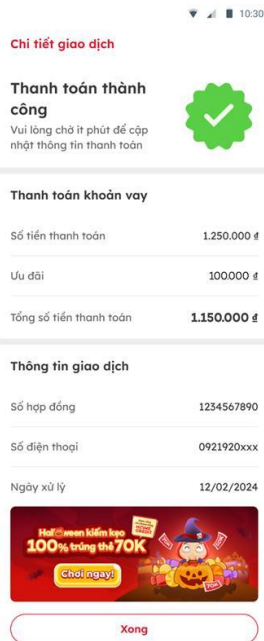 10:30
Chi tiết giao dịch
Thanh toán thành
công
Vui lòng chờ ít phút để cập
nhật thông tin thanh toán
Thanh toán khoản vay
Số tiền thanh toán 1.250.000 ₫
Ưu đãi 100.000 ₫
Tổng số tiền thanh toán 1.150.000 ₫
Thông tin giao dịch
Số hợp đồng 1234567890
Số điện thoại 0921920xxx
Ngày xử lý 12/02/2024
Halloween kiếm kẹo
100% trúng thẻ 70K
Chơi ngay!
70K
70K
70K
Xong